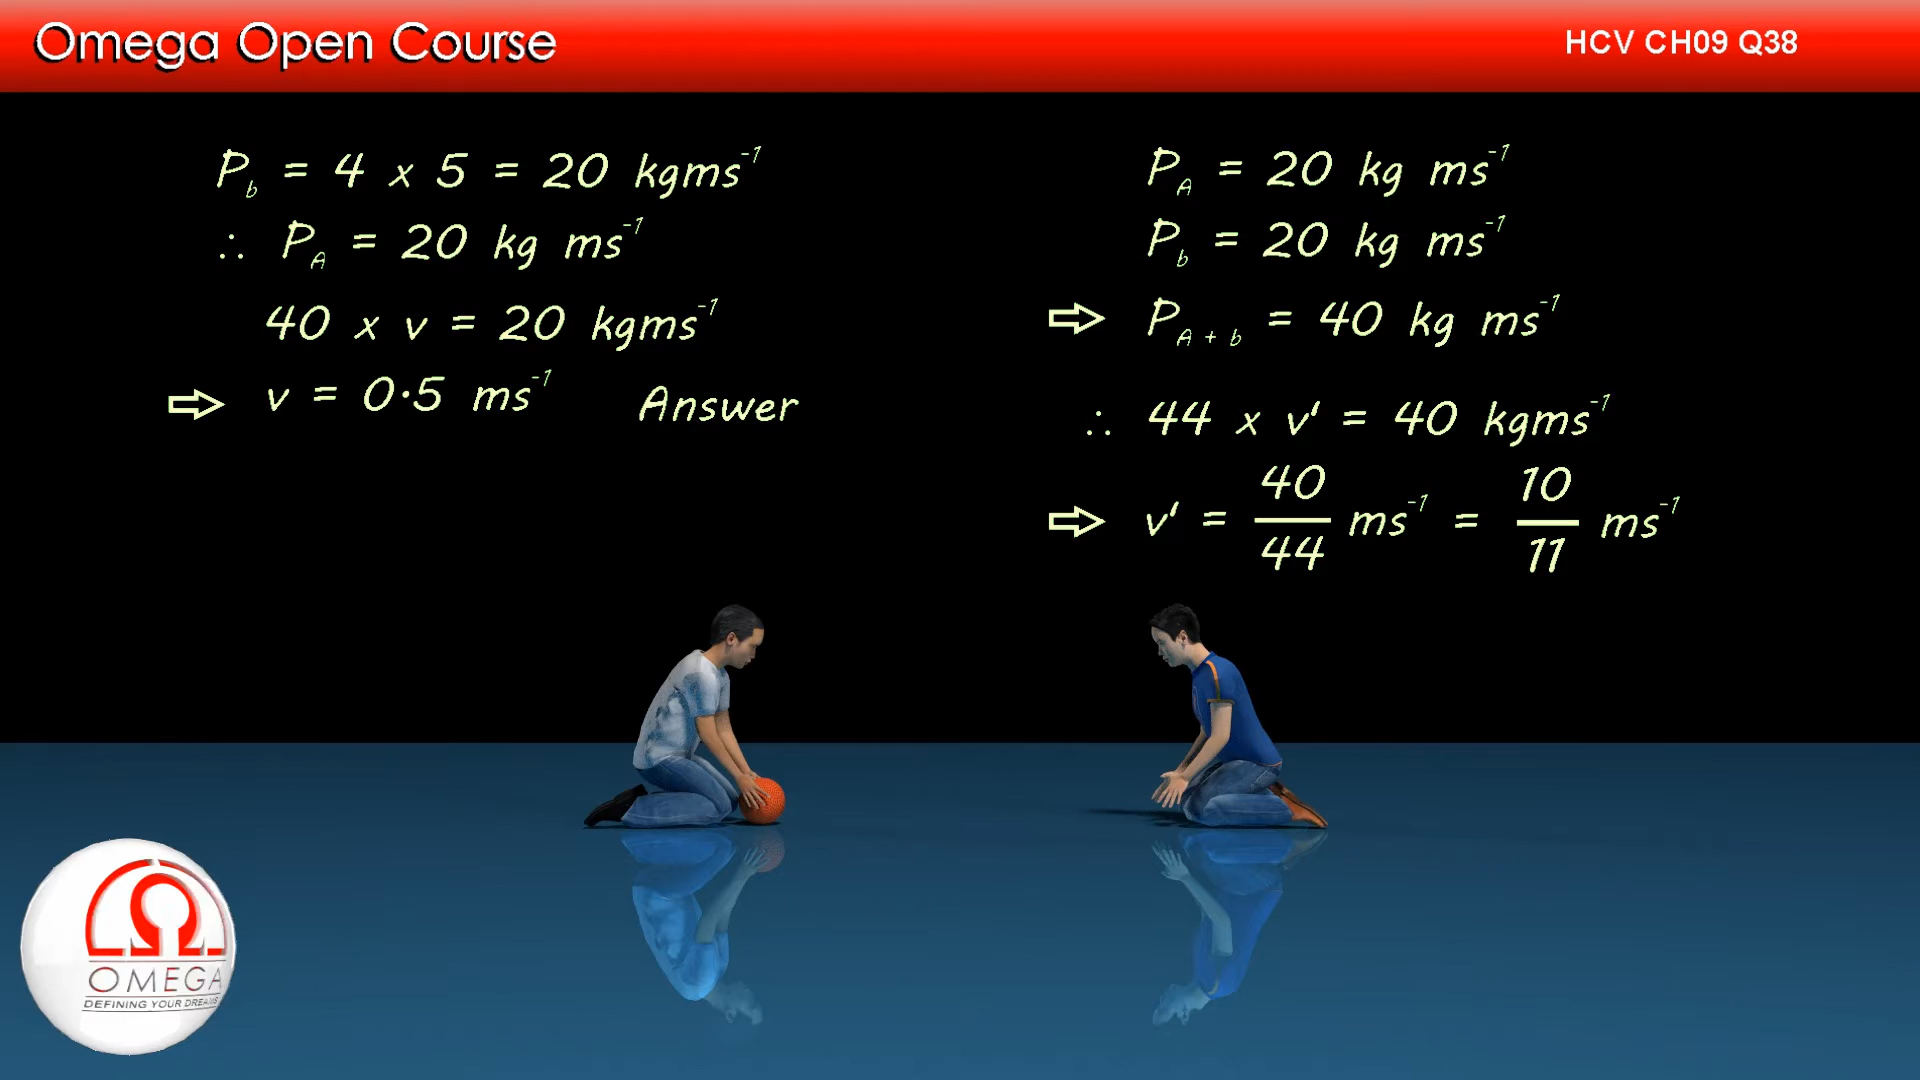 Omega Open Course
HCV CH09 Q38
P_b = 4 x 5 = 20 kgms⁻¹
∴ P_A = 20 kg ms⁻¹
40 x v = 20 kgms⁻¹
⇨ v = 0·5 ms⁻¹ Answer
P_A = 20 kg ms⁻¹
P_b = 20 kg ms⁻¹
⇨ P_A + b = 40 kg ms⁻¹
∴ 44 x v' = 40 kgms⁻¹
⇨ v' = 40/44 ms⁻¹ = 10/11 ms⁻¹
OMEGA
DEFINING YOUR DREAMS